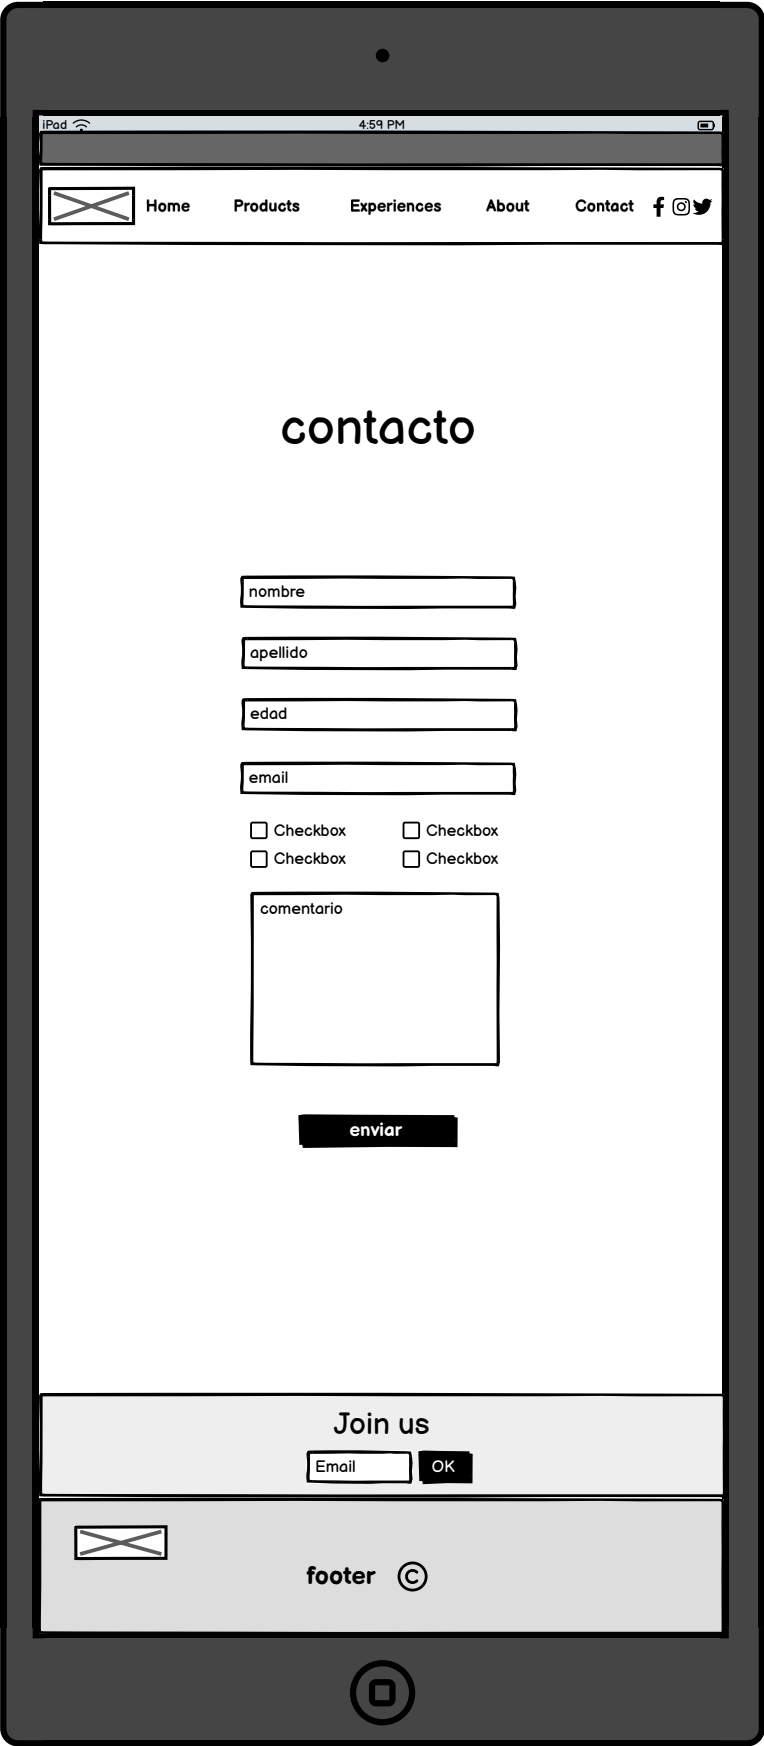 iPad 4:59 PM
Home Products Experiences About Contact
contacto
nombre
apellido
edad
email
Checkbox Checkbox
Checkbox Checkbox
comentario
enviar
Join us
Email OK
footer ©